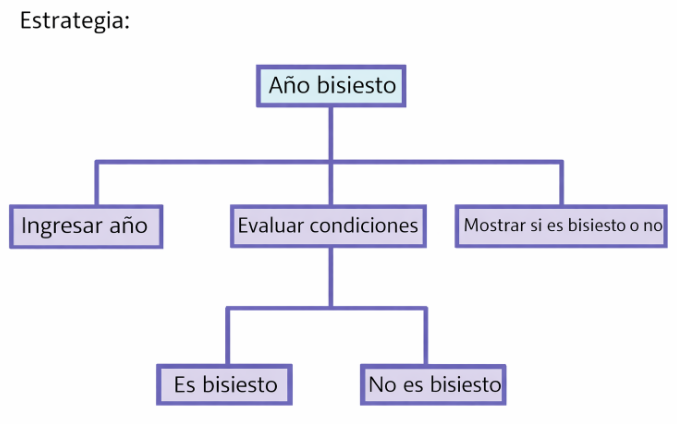 Estrategia:
Año bisiesto
Ingresar año
Evaluar condiciones
Mostrar si es bisiesto o no
Es bisiesto
No es bisiesto